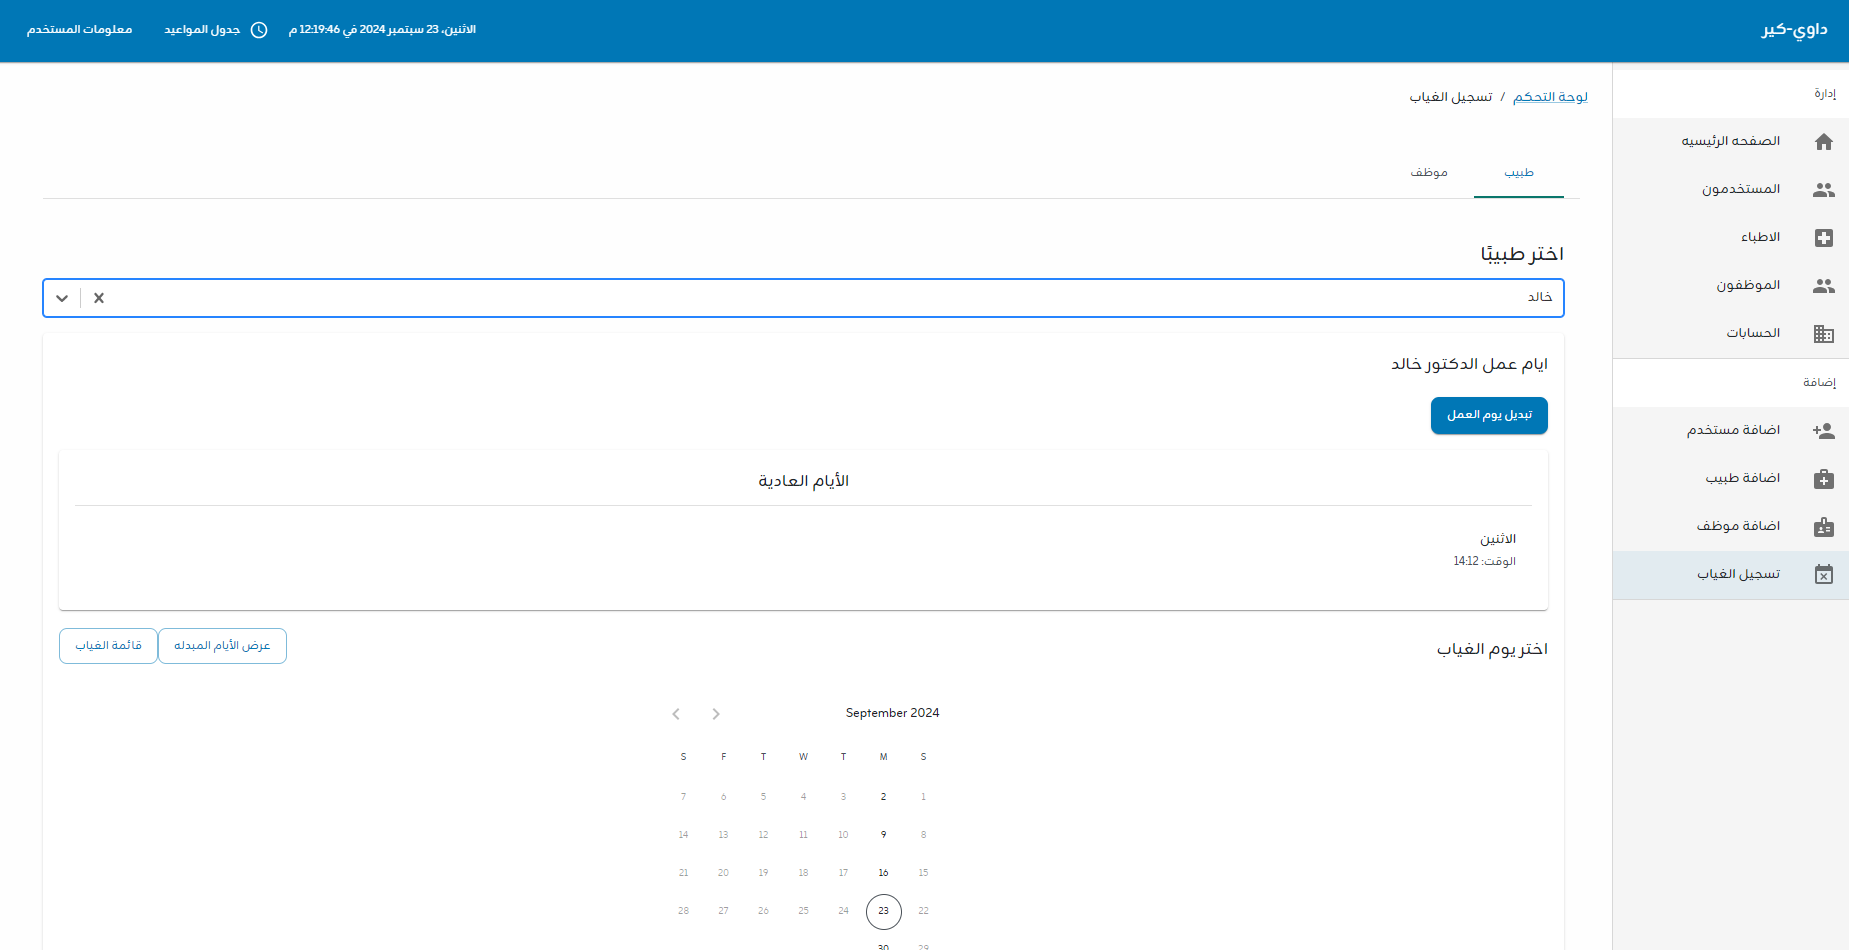 داوي-كير
الاثنين، 23 سبتمبر 2024 في 12:19:46 م
جدول المواعيد
معلومات المستخدم
إدارة
الصفحه الرئيسيه
المستخدمون
الاطباء
الموظفون
الحسابات
إضافة
اضافة مستخدم
اضافة طبيب
اضافة موظف
تسجيل الغياب
لوحة التحكم / تسجيل الغياب
طبيب
موظف
اختر طبيبًا
خالد
ايام عمل الدكتور خالد
تبديل يوم العمل
الأيام العادية
الاثنين
الوقت: 14:12
اختر يوم الغياب
عرض الأيام المبدله
قائمة الغياب
September 2024
S M T W T F S
1 2 3 4 5 6 7
8 9 10 11 12 13 14
15 16 17 18 19 20 21
22 23 24 25 26 27 28
29 30